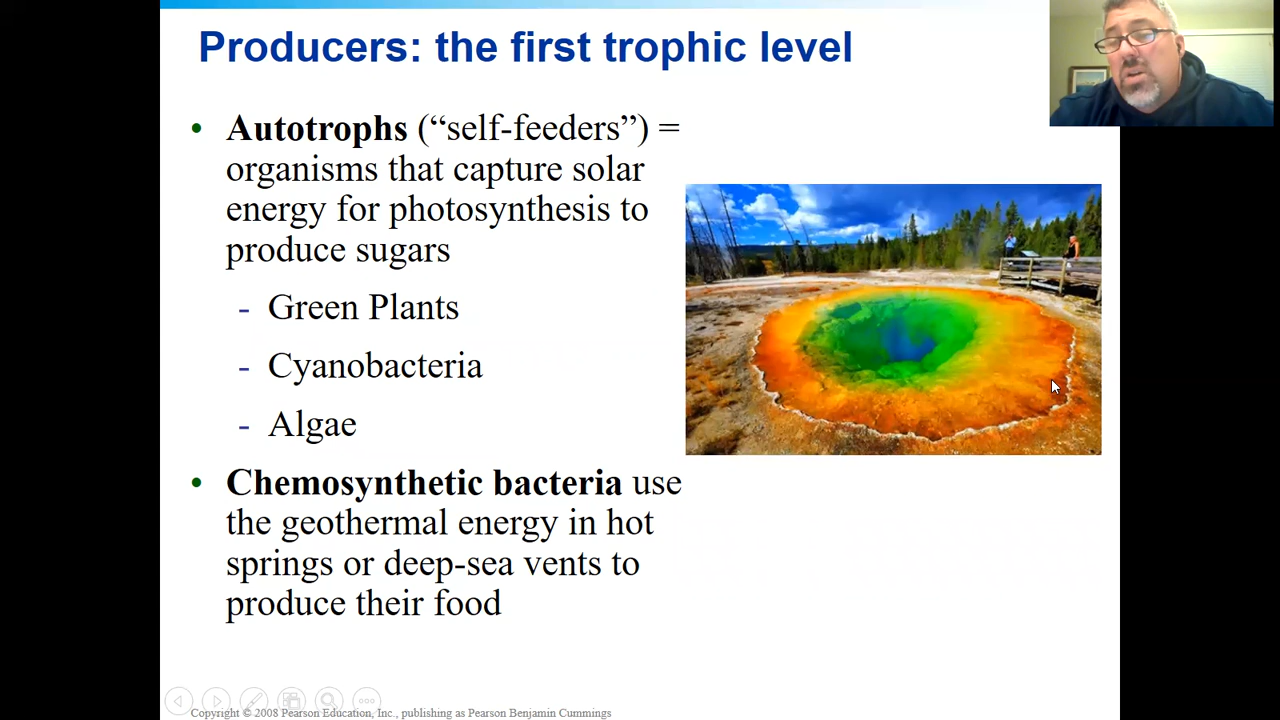 Producers: the first trophic level
• Autotrophs (“self-feeders”) =
organisms that capture solar
energy for photosynthesis to
produce sugars
- Green Plants
- Cyanobacteria
- Algae
• Chemosynthetic bacteria use
the geothermal energy in hot
springs or deep-sea vents to
produce their food
Copyright © 2008 Pearson Education, Inc., publishing as Pearson Benjamin Cummings